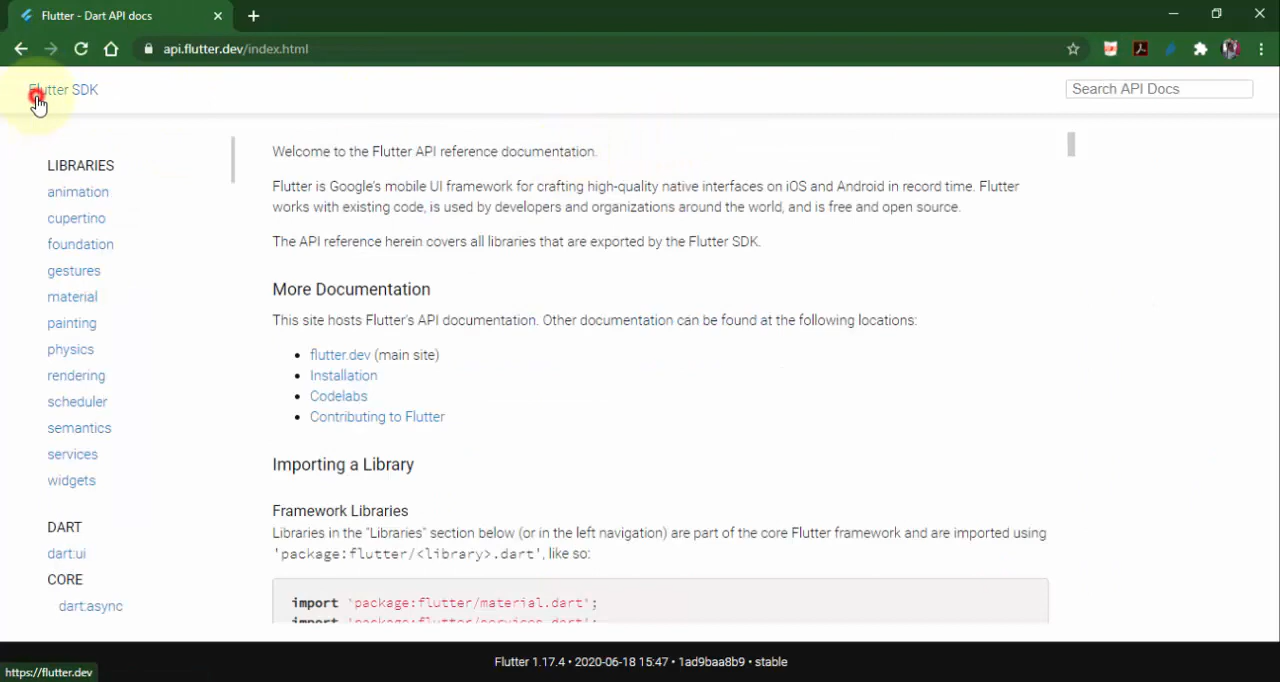 Flutter - Dart API docs
api.flutter.dev/index.html
Flutter SDK
Search API Docs
LIBRARIES
animation
cupertino
foundation
gestures
material
painting
physics
rendering
scheduler
semantics
services
widgets
DART
dart:ui
CORE
dart:async
Welcome to the Flutter API reference documentation.
Flutter is Google's mobile UI framework for crafting high-quality native interfaces on iOS and Android in record time. Flutter
works with existing code, is used by developers and organizations around the world, and is free and open source.
The API reference herein covers all libraries that are exported by the Flutter SDK.
More Documentation
This site hosts Flutter's API documentation. Other documentation can be found at the following locations:
• flutter.dev (main site)
• Installation
• Codelabs
• Contributing to Flutter
Importing a Library
Framework Libraries
Libraries in the "Libraries" section below (or in the left navigation) are part of the core Flutter framework and are imported using
'package:flutter/<library>.dart', like so:
import 'package:flutter/material.dart';
import 'package:flutter/services.dart';
Flutter 1.17.4 • 2020-06-18 15:47 • 1ad9baa8b9 • stable
https://flutter.dev